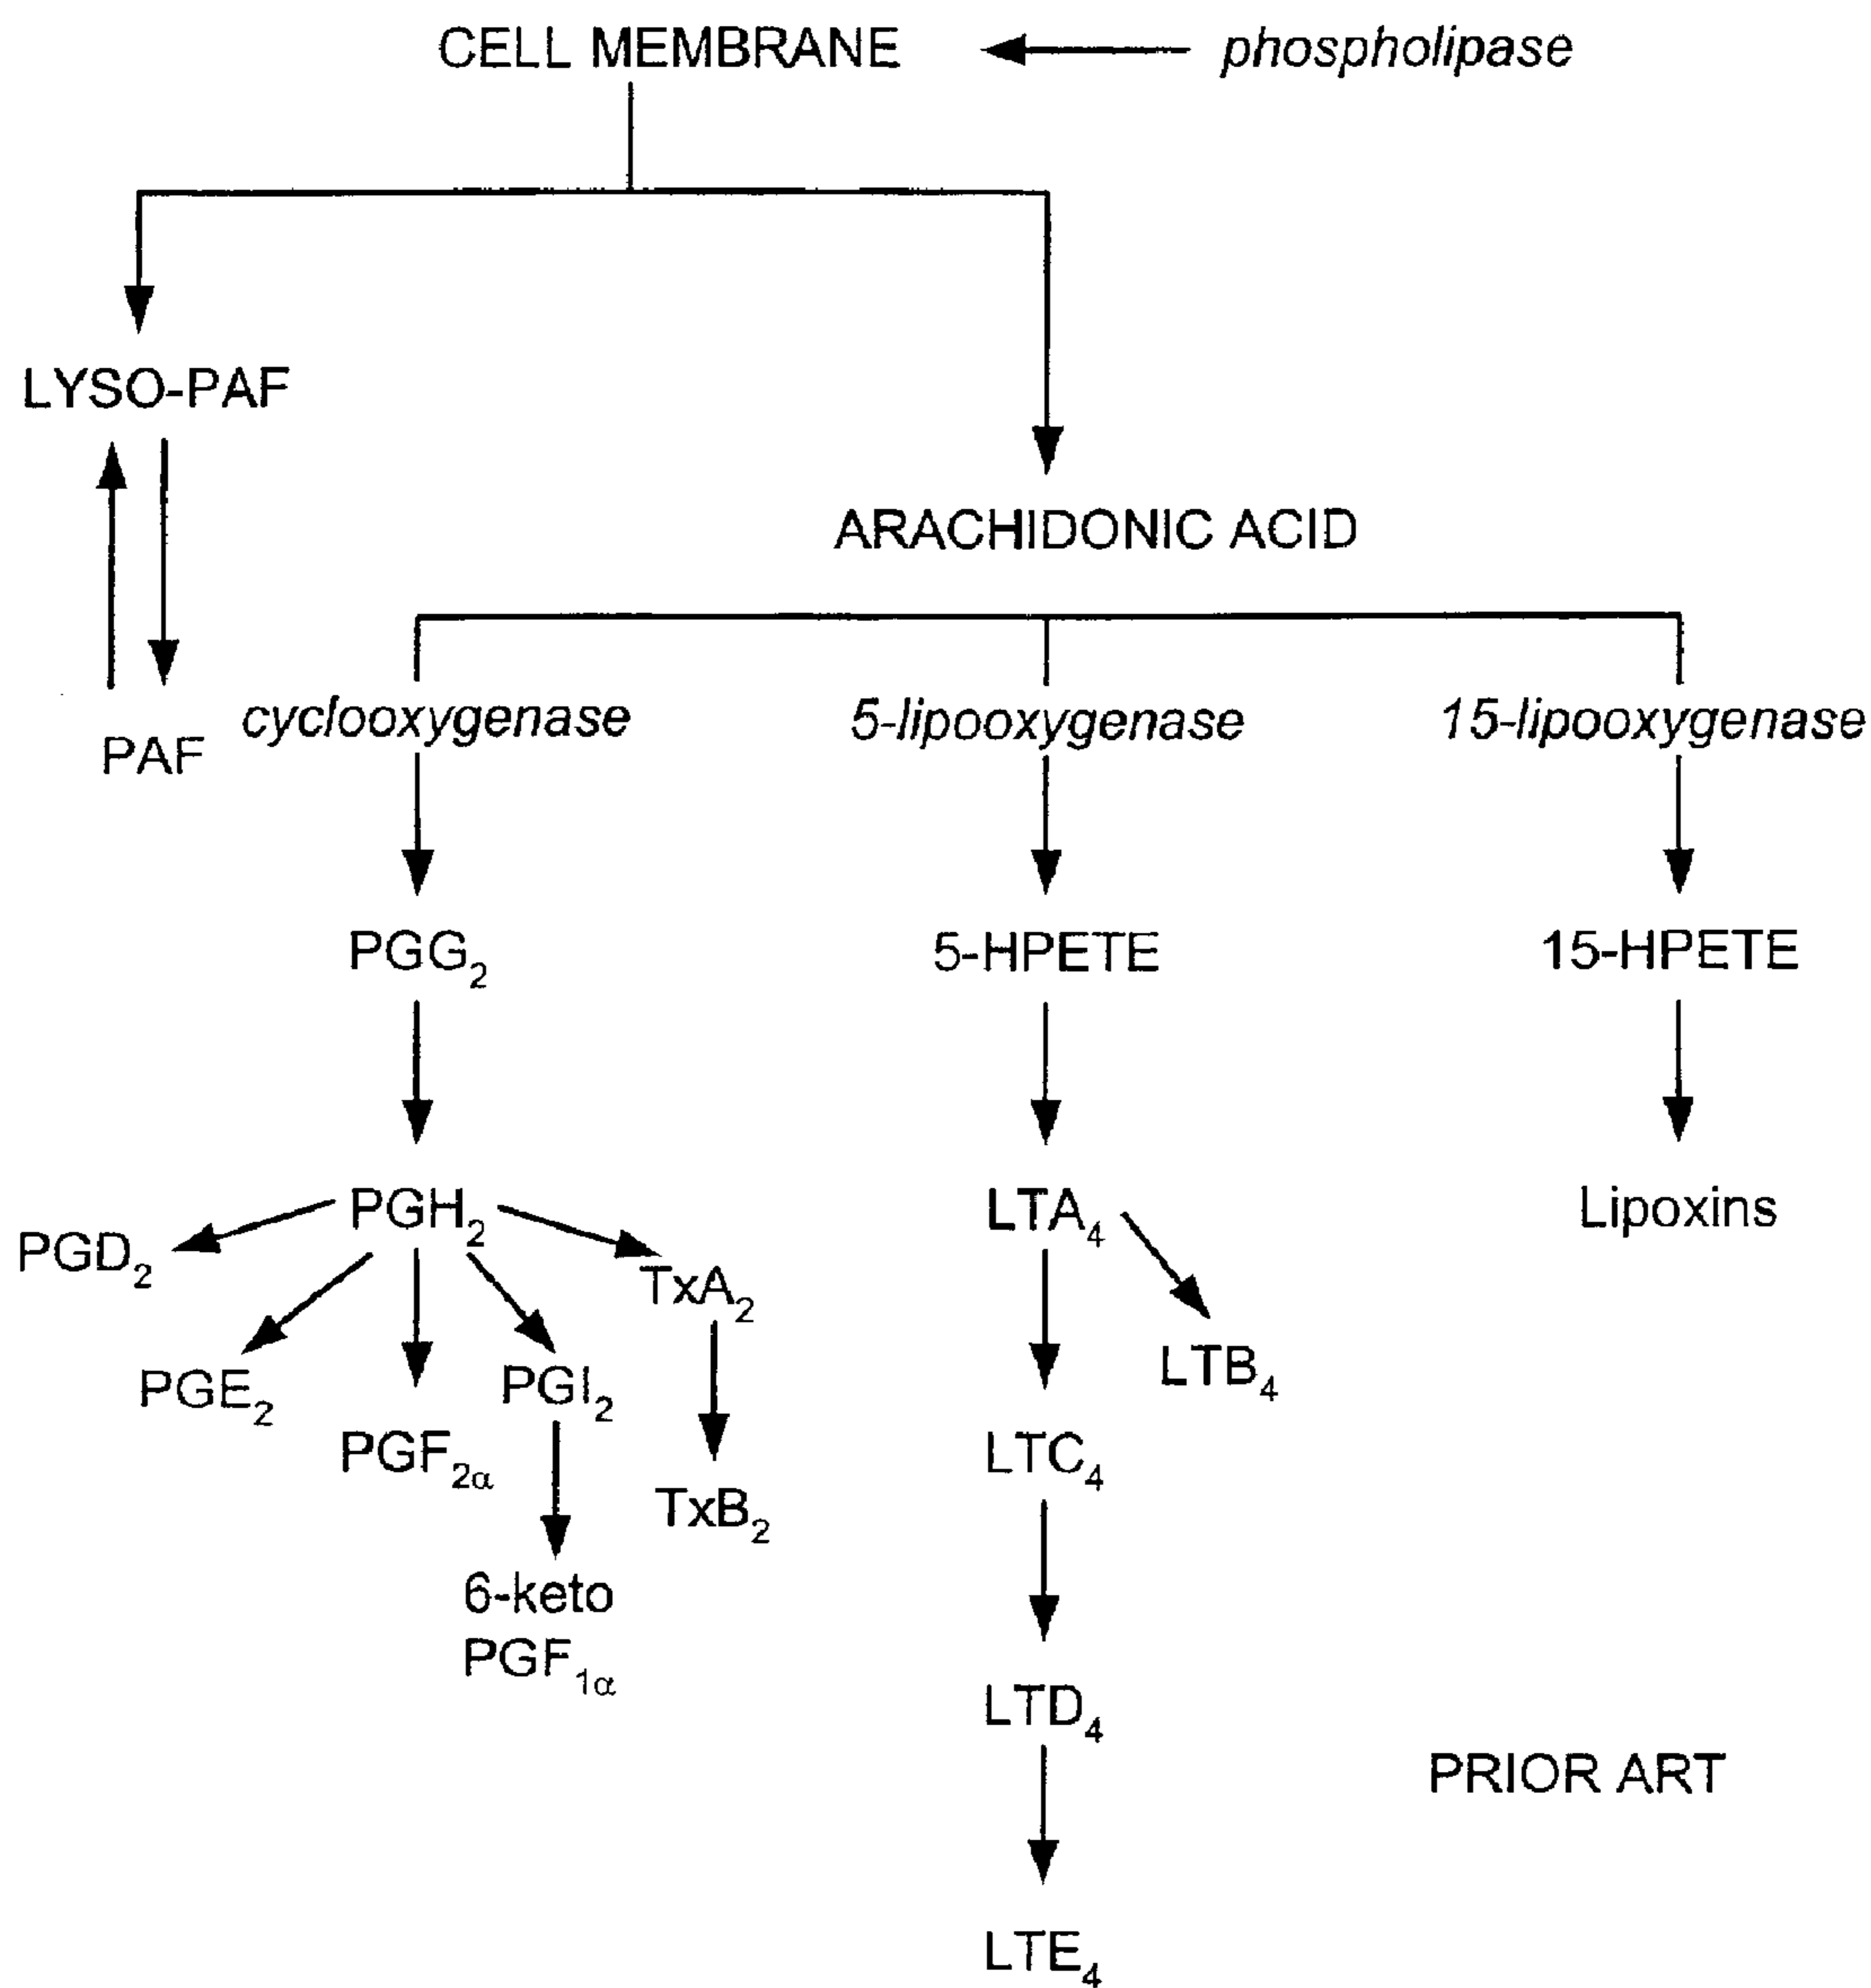 CELL MEMBRANE
phospholipase
LYSO-PAF
ARACHIDONIC ACID
PAF
cyclooxygenase
5-lipooxygenase
15-lipooxygenase
PGG₂
5-HPETE
15-HPETE
PGH₂
LTA₄
Lipoxins
PGD₂
TxA₂
PGE₂
PGI₂
LTB₄
PGF₂α
LTC₄
TxB₂
6-keto
PGF₁α
LTD₄
PRIOR ART
LTE₄